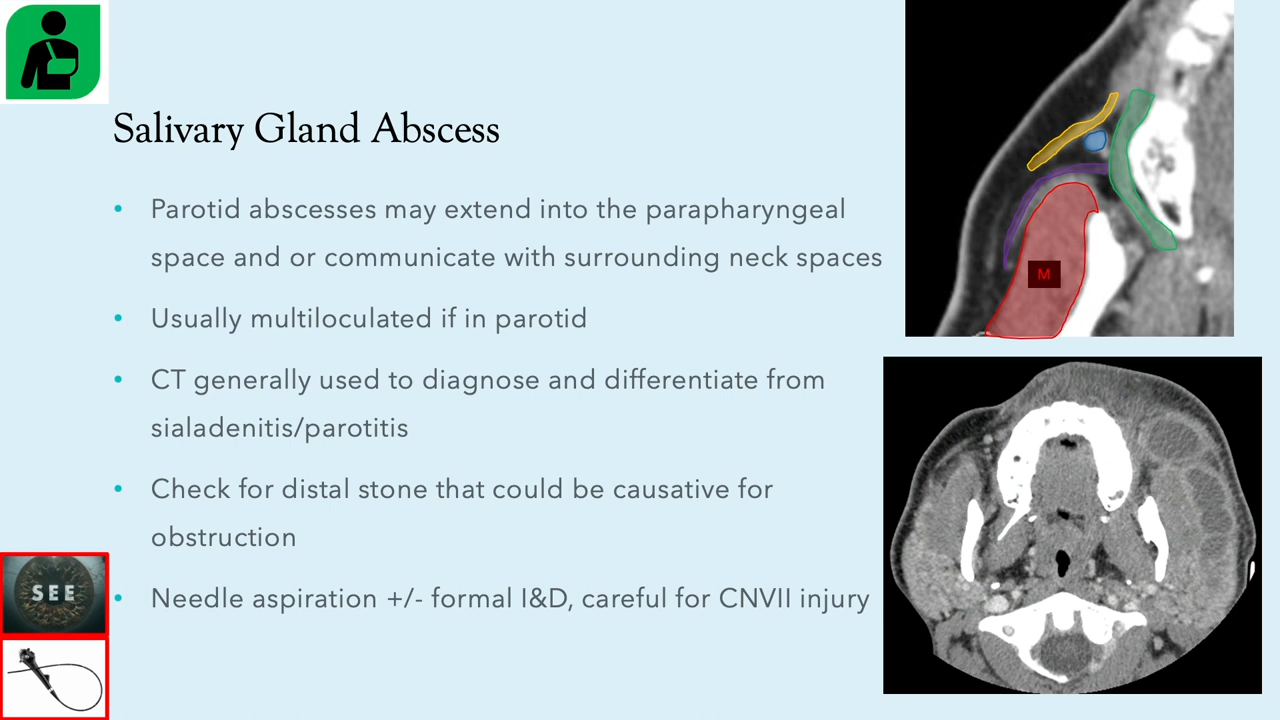 Salivary Gland Abscess
• Parotid abscesses may extend into the parapharyngeal
space and or communicate with surrounding neck spaces
• Usually multiloculated if in parotid
• CT generally used to diagnose and differentiate from
sialadenitis/parotitis
• Check for distal stone that could be causative for
obstruction
• Needle aspiration +/- formal I&D, careful for CNVII injury
M
SEE